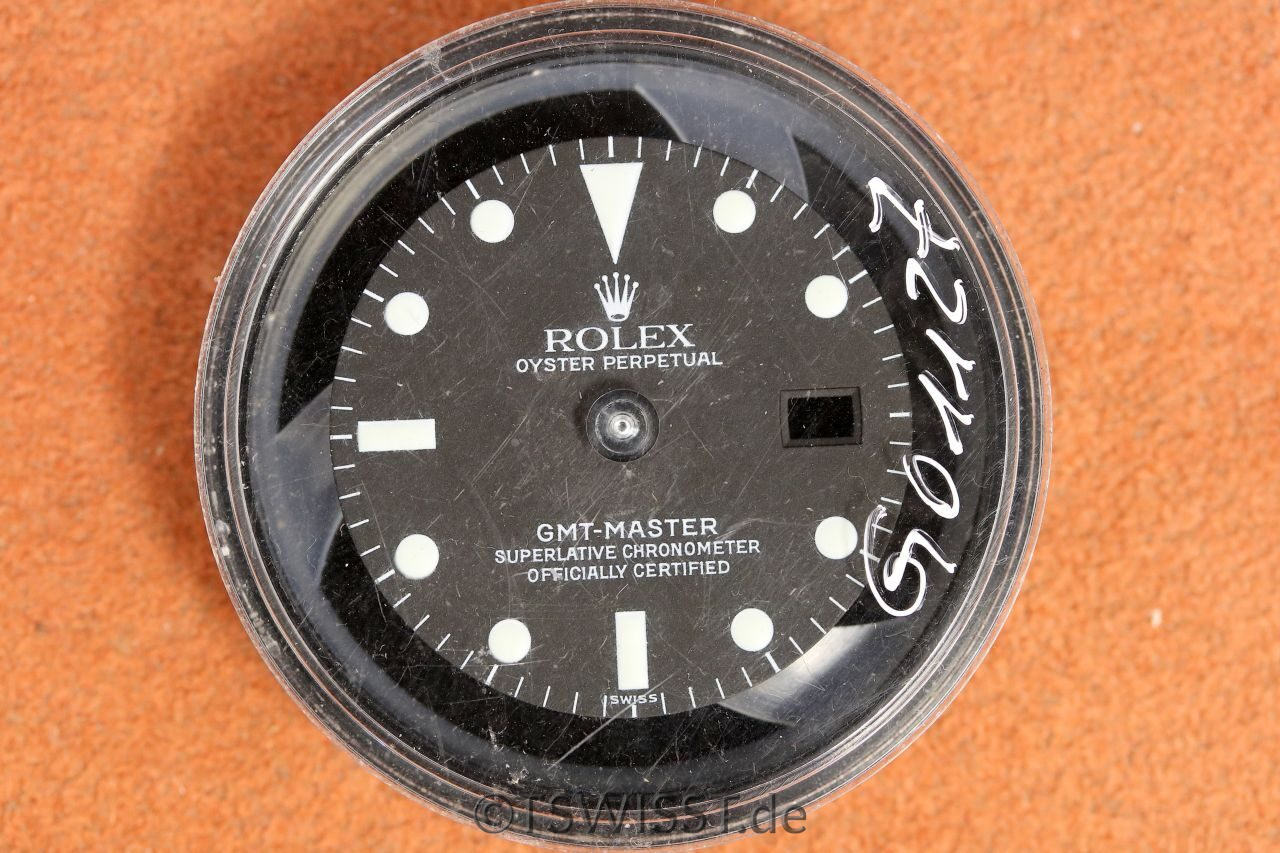 ROLEX
OYSTER PERPETUAL
GMT-MASTER
SUPERLATIVE CHRONOMETER
OFFICIALLY CERTIFIED
SWISS
©TSWISST.de